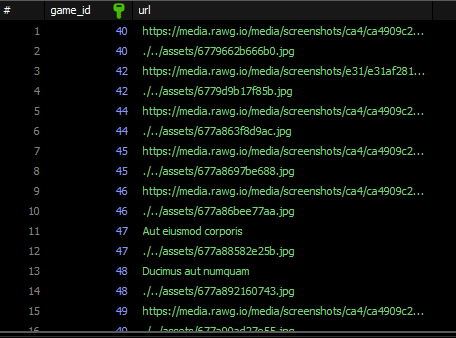 # game_id url
1 40 https://media.rawg.io/media/screenshots/ca4/ca4909c2...
2 40 ./../assets/6779662b666b0.jpg
3 42 https://media.rawg.io/media/screenshots/e31/e31af281...
4 42 ./../assets/6779d9b17f85b.jpg
5 44 https://media.rawg.io/media/screenshots/ca4/ca4909c2...
6 44 ./../assets/677a863f8d9ac.jpg
7 45 https://media.rawg.io/media/screenshots/ca4/ca4909c2...
8 45 ./../assets/677a8697be688.jpg
9 46 https://media.rawg.io/media/screenshots/ca4/ca4909c2...
10 46 ./../assets/677a86bee77aa.jpg
11 47 Aut eiusmod corporis
12 47 ./../assets/677a88582e25b.jpg
13 48 Ducimus aut numquam
14 48 ./../assets/677a892160743.jpg
15 49 https://media.rawg.io/media/screenshots/ca4/ca4909c2...
16 49